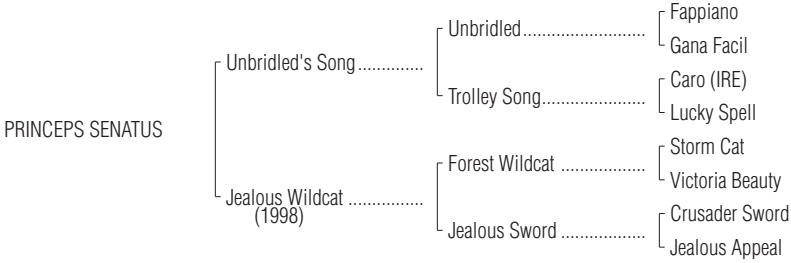 Fappiano
Unbridled..........................
Gana Facil
Unbridled's Song..............
Caro (IRE)
Trolley Song......................
Lucky Spell
PRINCEPS SENATUS
Storm Cat
Forest Wildcat ..................
Victoria Beauty
Jealous Wildcat ................
(1998)
Crusader Sword
Jealous Sword ..................
Jealous Appeal